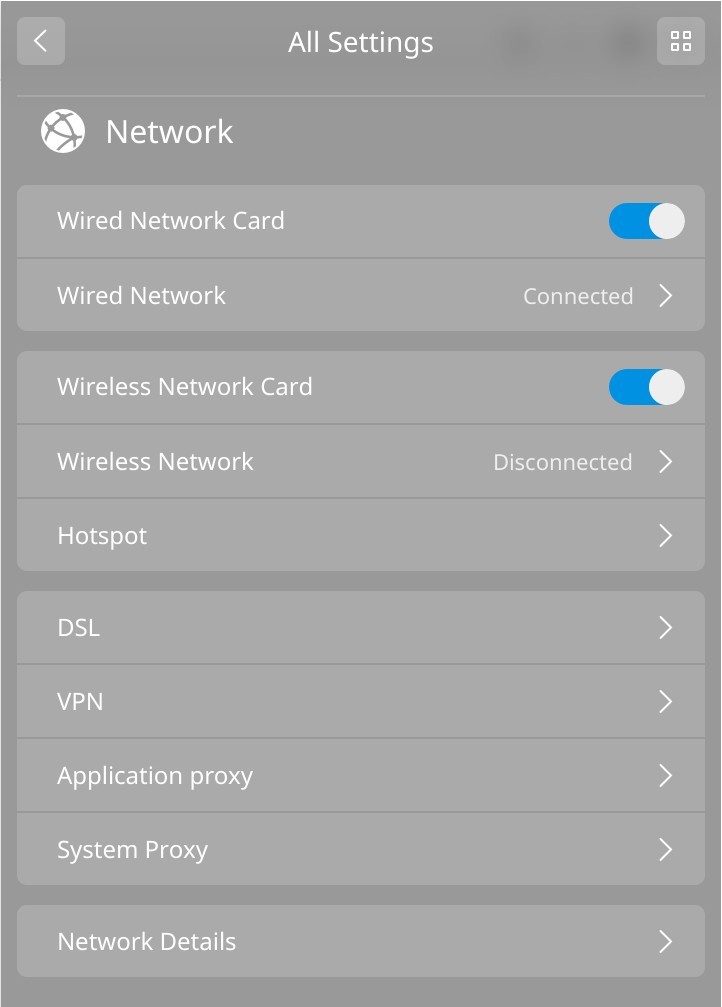 All Settings
Network
Wired Network Card
Wired Network Connected
Wireless Network Card
Wireless Network Disconnected
Hotspot
DSL
VPN
Application proxy
System Proxy
Network Details